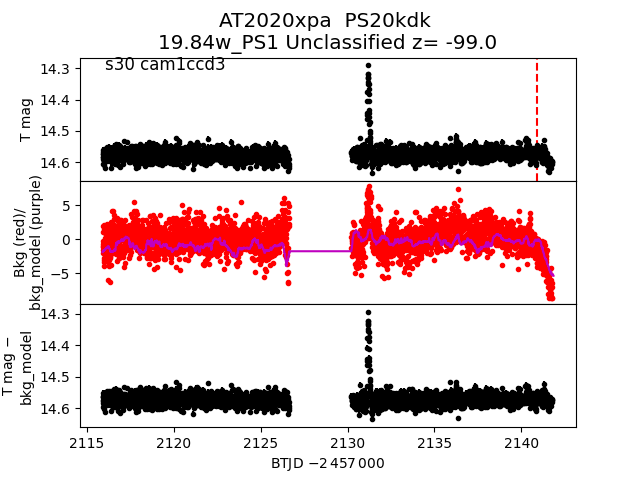 AT2020xpa  PS20kdk
19.84w_PS1 Unclassified z= -99.0
s30 cam1ccd3
14.3
14.4
14.5
14.6
T mag
5
0
−5
Bkg (red)/
bkg_model (purple)
14.3
14.4
14.5
14.6
T mag −
bkg_model
2115 2120 2125 2130 2135 2140
BTJD −2 457 000